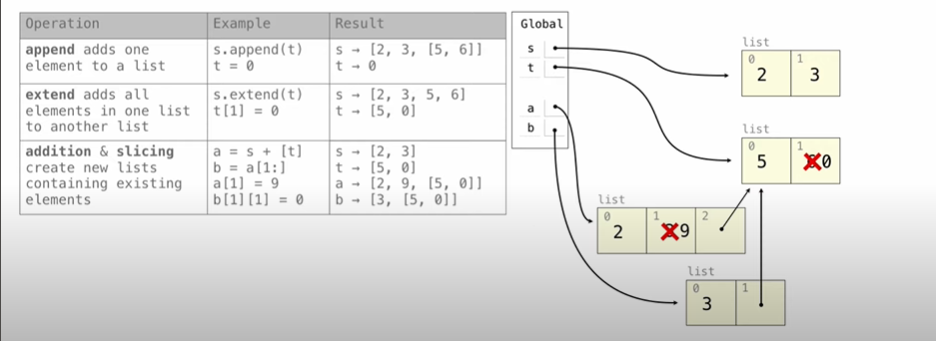 Operation Example Result
append adds one s.append(t) s → [2, 3, [5, 6]]
element to a list t = 0 t → 0
extend adds all s.extend(t) s → [2, 3, 5, 6]
elements in one list t[1] = 0 t → [5, 0]
to another list
addition & slicing a = s + [t] s → [2, 3]
create new lists b = a[1:] t → [5, 0]
containing existing a[1] = 9 a → [2, 9, [5, 0]]
elements b[1][1] = 0 b → [3, [5, 0]]
Global
s
t
a
b
list
0 1
2 3
list
0 1
5 0
list
0 1 2
2 9
list
0 1
3